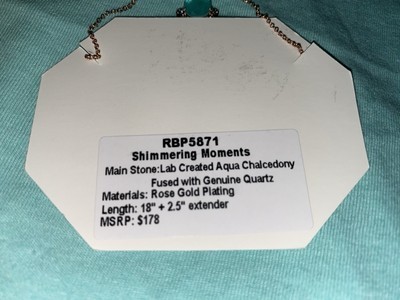 RBP5871
Shimmering Moments
Main Stone:Lab Created Aqua Chalcedony
Fused with Genuine Quartz
Materials: Rose Gold Plating
Length: 18" + 2.5" extender
MSRP: $178